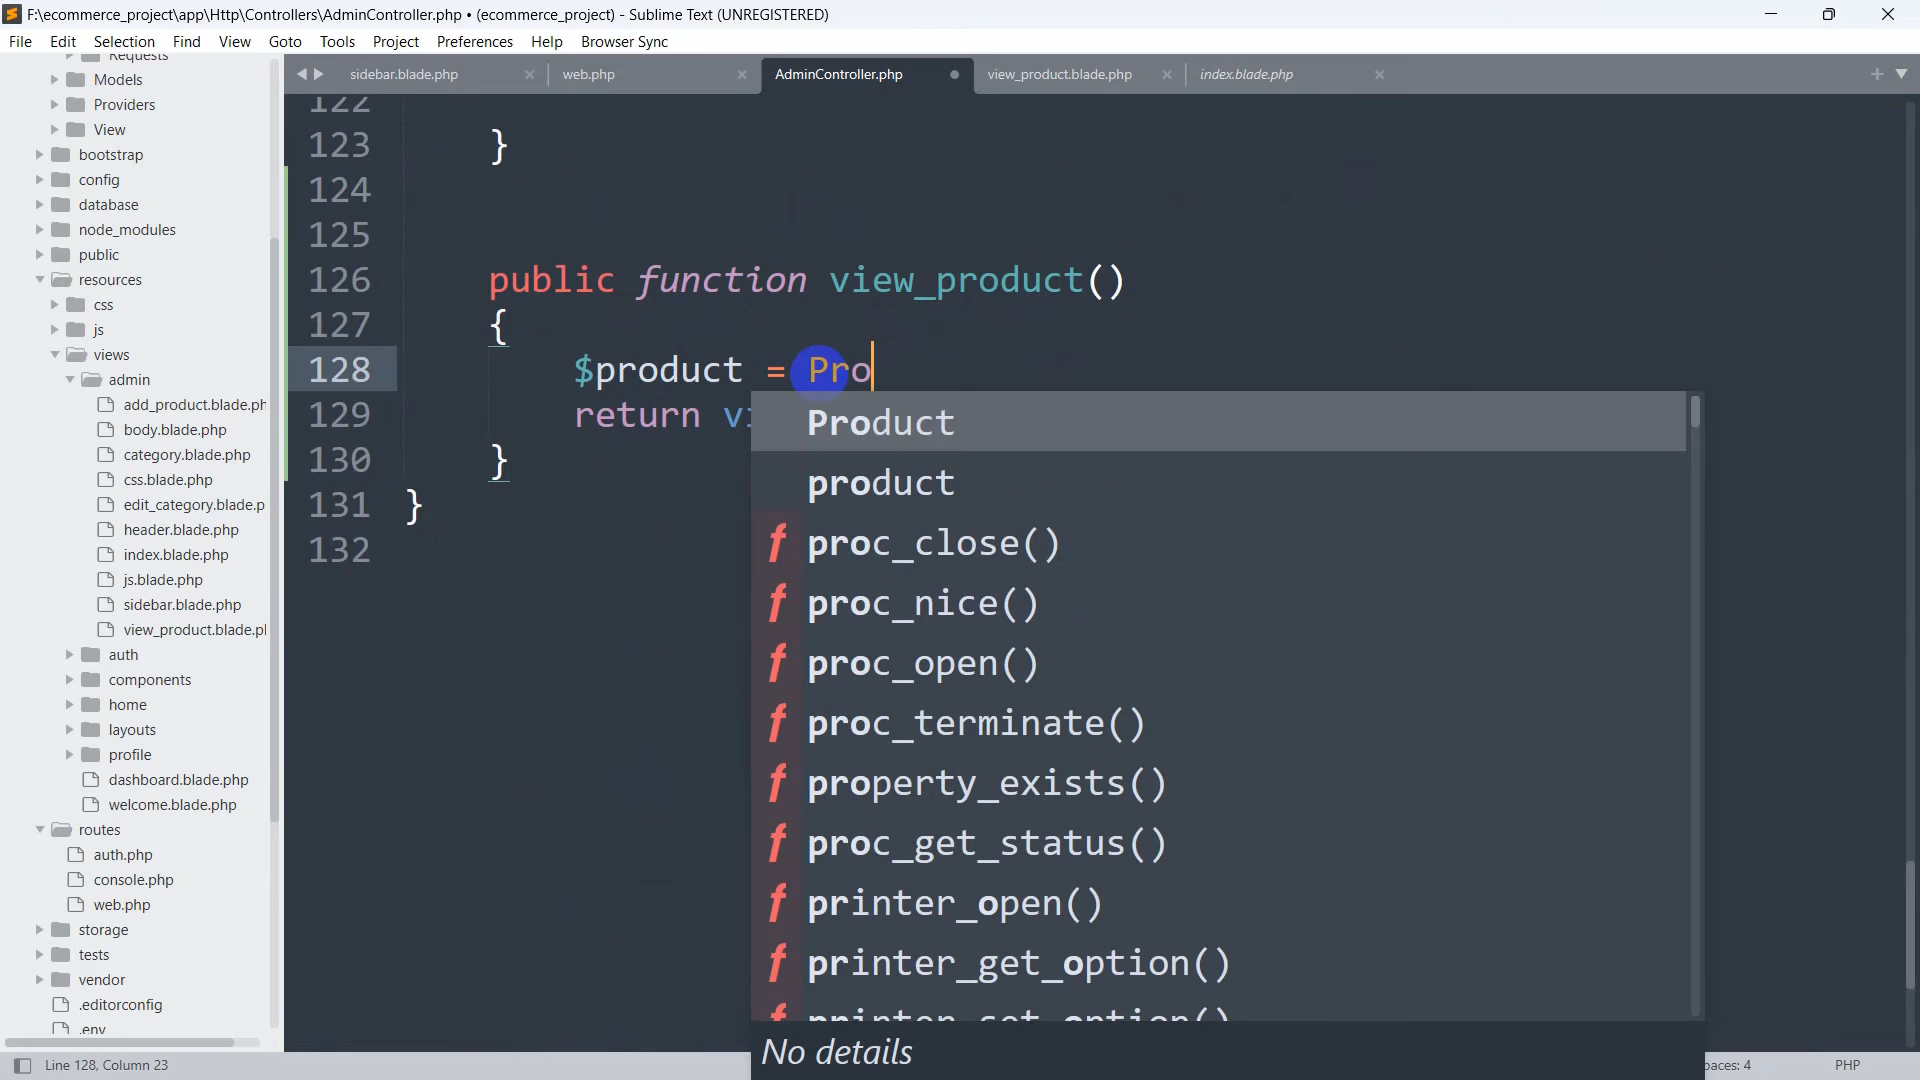 F:\ecommerce_project\app\Http\Controllers\AdminController.php • (ecommerce_project) - Sublime Text (UNREGISTERED)
File Edit Selection Find View Goto Tools Project Preferences Help Browser Sync
sidebar.blade.php
web.php
AdminController.php
view_product.blade.php
index.blade.php
Requests
Models
Providers
View
bootstrap
config
database
node_modules
public
resources
css
js
views
admin
add_product.blade.ph
body.blade.php
category.blade.php
css.blade.php
edit_category.blade.p
header.blade.php
index.blade.php
js.blade.php
sidebar.blade.php
view_product.blade.pl
auth
components
home
layouts
profile
dashboard.blade.php
welcome.blade.php
routes
auth.php
console.php
web.php
storage
tests
vendor
.editorconfig
.env
122
123 }
124
125
126 public function view_product()
127 {
128 $product = Pro
129 return vi
130 }
131 }
132
Product
product
f proc_close()
f proc_nice()
f proc_open()
f proc_terminate()
f property_exists()
f proc_get_status()
f printer_open()
f printer_get_option()
f printer_set_option()
No details
Line 128, Column 23
paces: 4
PHP